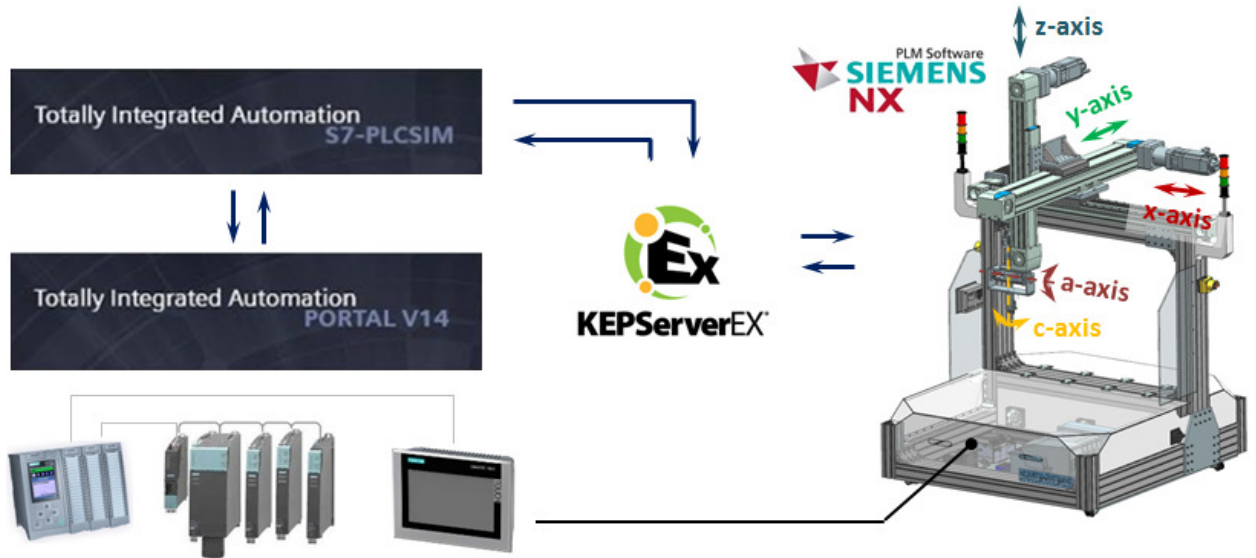 Totally Integrated Automation
S7-PLCSIM
Totally Integrated Automation
PORTAL V14
Ex
KEPServerEX
PLM Software
SIEMENS
NX
z-axis
y-axis
x-axis
a-axis
c-axis